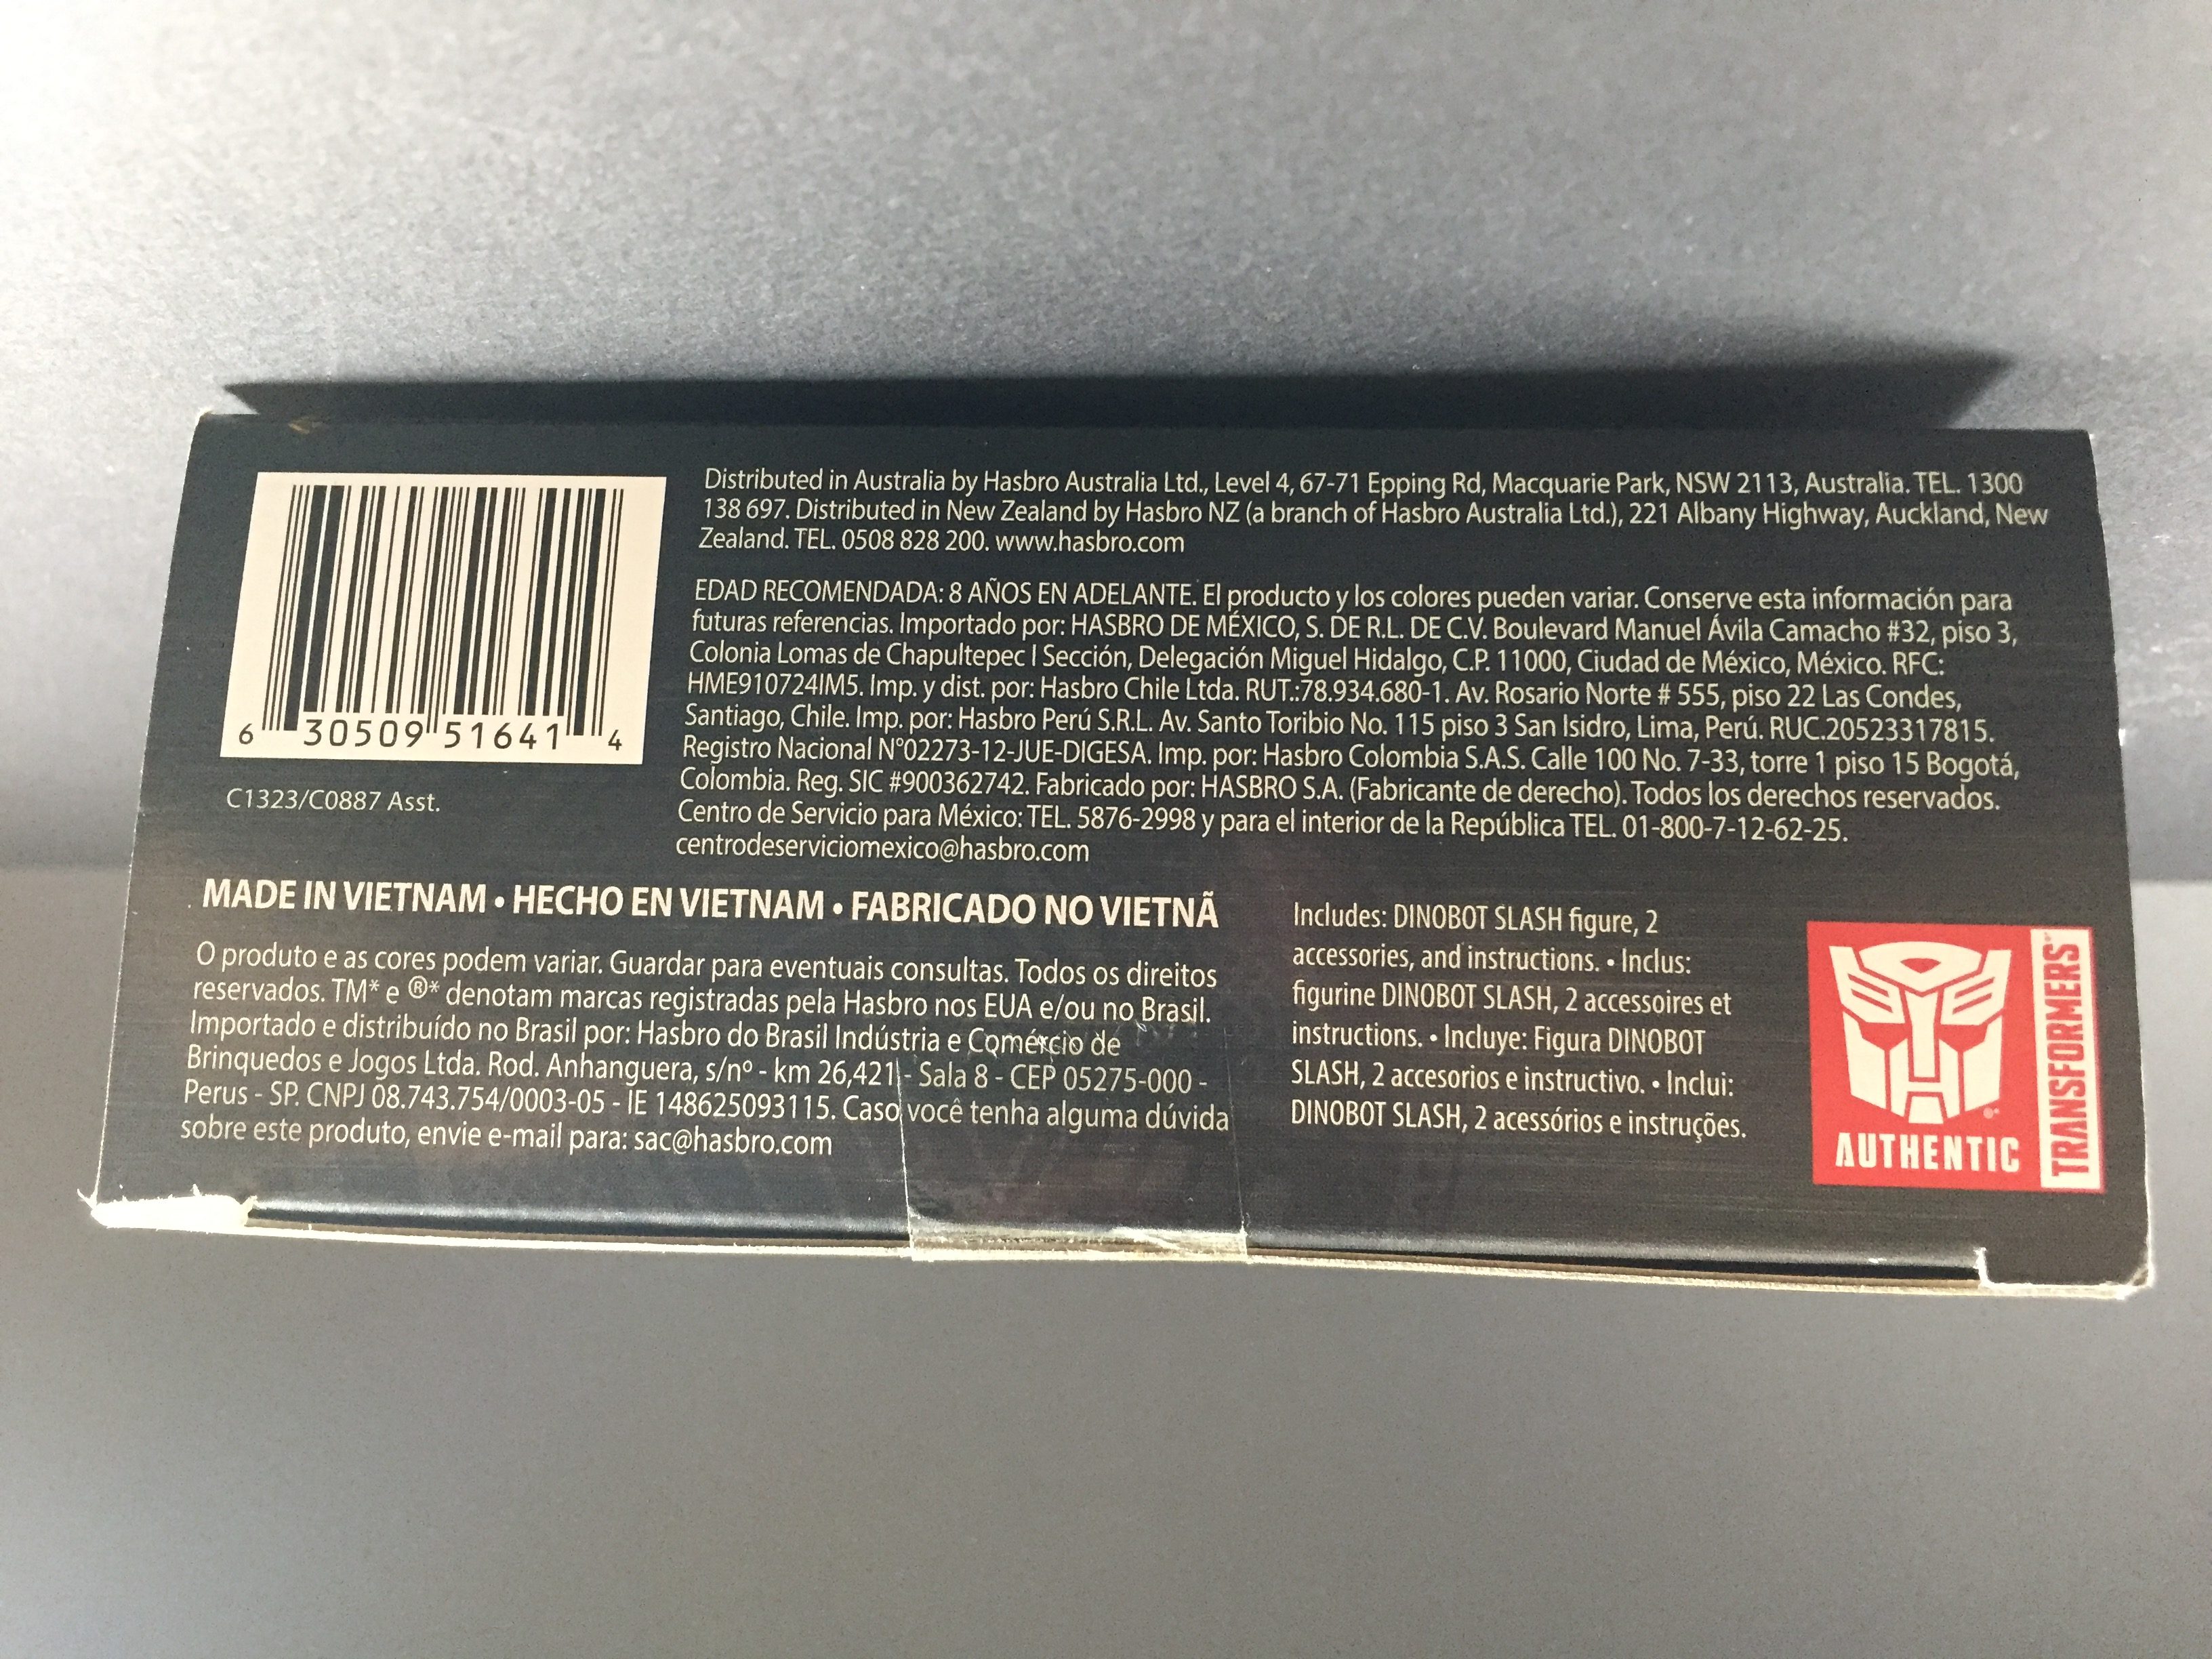 6 30509 51641 4
C1323/C0887 Asst.
Distributed in Australia by Hasbro Australia Ltd., Level 4, 67-71 Epping Rd, Macquarie Park, NSW 2113, Australia. TEL. 1300
138 697. Distributed in New Zealand by Hasbro NZ (a branch of Hasbro Australia Ltd.), 221 Albany Highway, Auckland, New
Zealand. TEL. 0508 828 200. www.hasbro.com
EDAD RECOMENDADA: 8 AÑOS EN ADELANTE. El producto y los colores pueden variar. Conserve esta información para
futuras referencias. Importado por: HASBRO DE MÉXICO, S. DE R.L. DE C.V. Boulevard Manuel Ávila Camacho #32, piso 3,
Colonia Lomas de Chapultepec I Sección, Delegación Miguel Hidalgo, C.P. 11000, Ciudad de México, México. RFC:
HME910724IM5. Imp. y dist. por: Hasbro Chile Ltda. RUT.:78.934.680-1. Av. Rosario Norte # 555, piso 22 Las Condes,
Santiago, Chile. Imp. por: Hasbro Perú S.R.L. Av. Santo Toribio No. 115 piso 3 San Isidro, Lima, Perú. RUC.20523317815.
Registro Nacional N°02273-12-JUE-DIGESA. Imp. por: Hasbro Colombia S.A.S. Calle 100 No. 7-33, torre 1 piso 15 Bogotá,
Colombia. Reg. SIC #900362742. Fabricado por: HASBRO S.A. (Fabricante de derecho). Todos los derechos reservados.
Centro de Servicio para México: TEL. 5876-2998 y para el interior de la República TEL. 01-800-7-12-62-25.
centrodeserviciomexico@hasbro.com
MADE IN VIETNAM • HECHO EN VIETNAM • FABRICADO NO VIETNÃ
O produto e as cores podem variar. Guardar para eventuais consultas. Todos os direitos
reservados. TM* e ®* denotam marcas registradas pela Hasbro nos EUA e/ou no Brasil.
Importado e distribuído no Brasil por: Hasbro do Brasil Indústria e Comércio de
Brinquedos e Jogos Ltda. Rod. Anhanguera, s/nº - km 26,421 - Sala 8 - CEP 05275-000 -
Perus - SP. CNPJ 08.743.754/0003-05 - IE 148625093115. Caso você tenha alguma dúvida
sobre este produto, envie e-mail para: sac@hasbro.com
Includes: DINOBOT SLASH figure, 2
accessories, and instructions. • Inclus:
figurine DINOBOT SLASH, 2 accessoires et
instructions. • Incluye: Figura DINOBOT
SLASH, 2 accesorios e instructivo. • Inclui:
DINOBOT SLASH, 2 acessórios e instruções.
AUTHENTIC
TRANSFORMERS